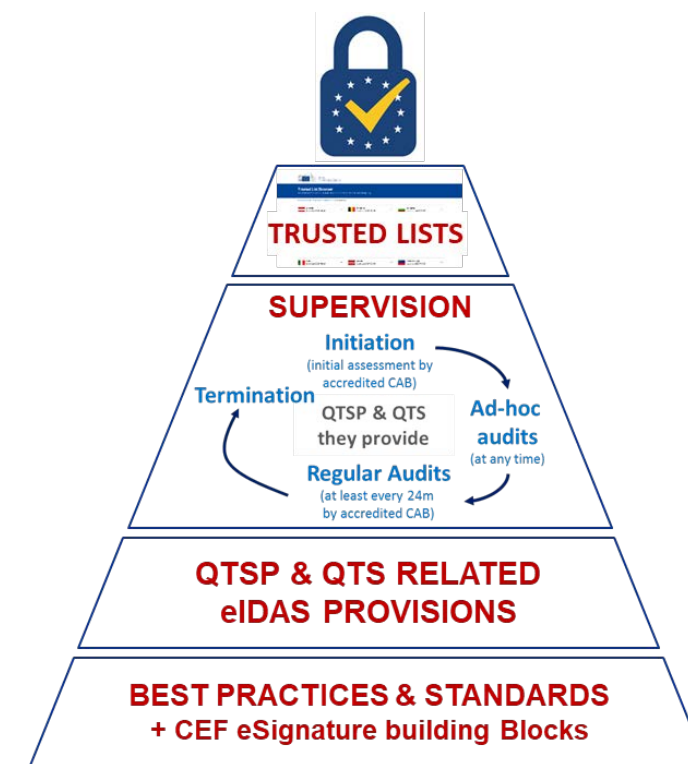 TRUSTED LISTS
SUPERVISION
Initiation
(initial assessment by
accredited CAB)
Termination
QTSP & QTS
they provide
Ad-hoc
audits
(at any time)
Regular Audits
(at least every 24m
by accredited CAB)
QTSP & QTS RELATED
eIDAS PROVISIONS
BEST PRACTICES & STANDARDS
+ CEF eSignature building Blocks